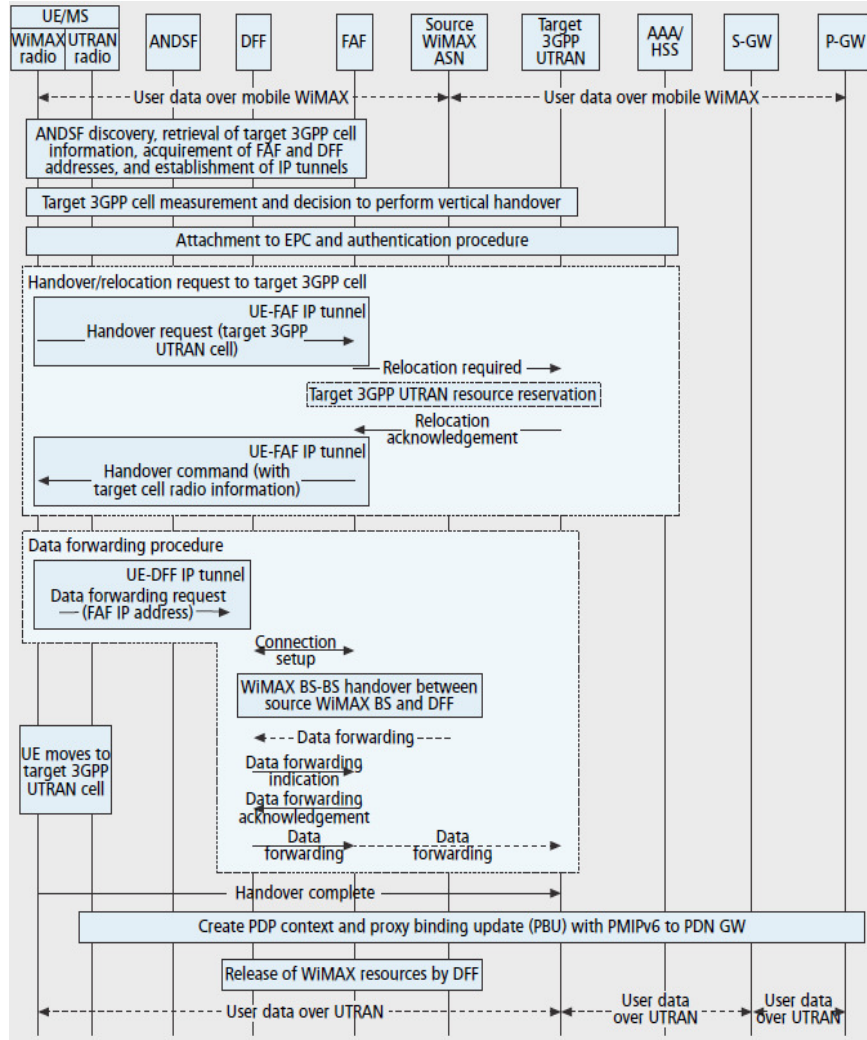 UE/MS
WiMAX
radio
UTRAN
radio
ANDSF
DFF
FAF
Source
WiMAX
ASN
Target
3GPP
UTRAN
AAA/
HSS
S-GW
P-GW
User data over mobile WiMAX
User data over mobile WiMAX
ANDSF discovery, retrieval of target 3GPP cell
information, acquirement of FAF and DFF
addresses, and establishment of IP tunnels
Target 3GPP cell measurement and decision to perform vertical handover
Attachment to EPC and authentication procedure
Handover/relocation request to target 3GPP cell
UE-FAF IP tunnel
Handover request (target 3GPP
UTRAN cell)
Relocation required
Target 3GPP UTRAN resource reservation
Relocation
acknowledgement
UE-FAF IP tunnel
Handover command (with
target cell radio information)
Data forwarding procedure
UE-DFF IP tunnel
Data forwarding request
(FAF IP address)
Connection
setup
WiMAX BS-BS handover between
source WiMAX BS and DFF
Data forwarding
UE moves to
target 3GPP
UTRAN cell
Data forwarding
indication
Data forwarding
acknowledgement
Data
forwarding
Data
forwarding
Handover complete
Create PDP context and proxy binding update (PBU) with PMIPv6 to PDN GW
Release of WiMAX resources by DFF
User data over UTRAN
User data
over UTRAN
User data
over UTRAN